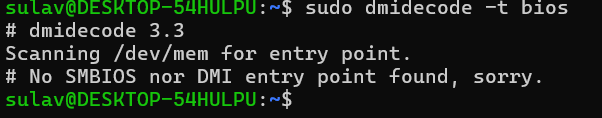 sulav@DESKTOP-54HULPU:~$ sudo dmidecode -t bios
# dmidecode 3.3
Scanning /dev/mem for entry point.
# No SMBIOS nor DMI entry point found, sorry.
sulav@DESKTOP-54HULPU:~$